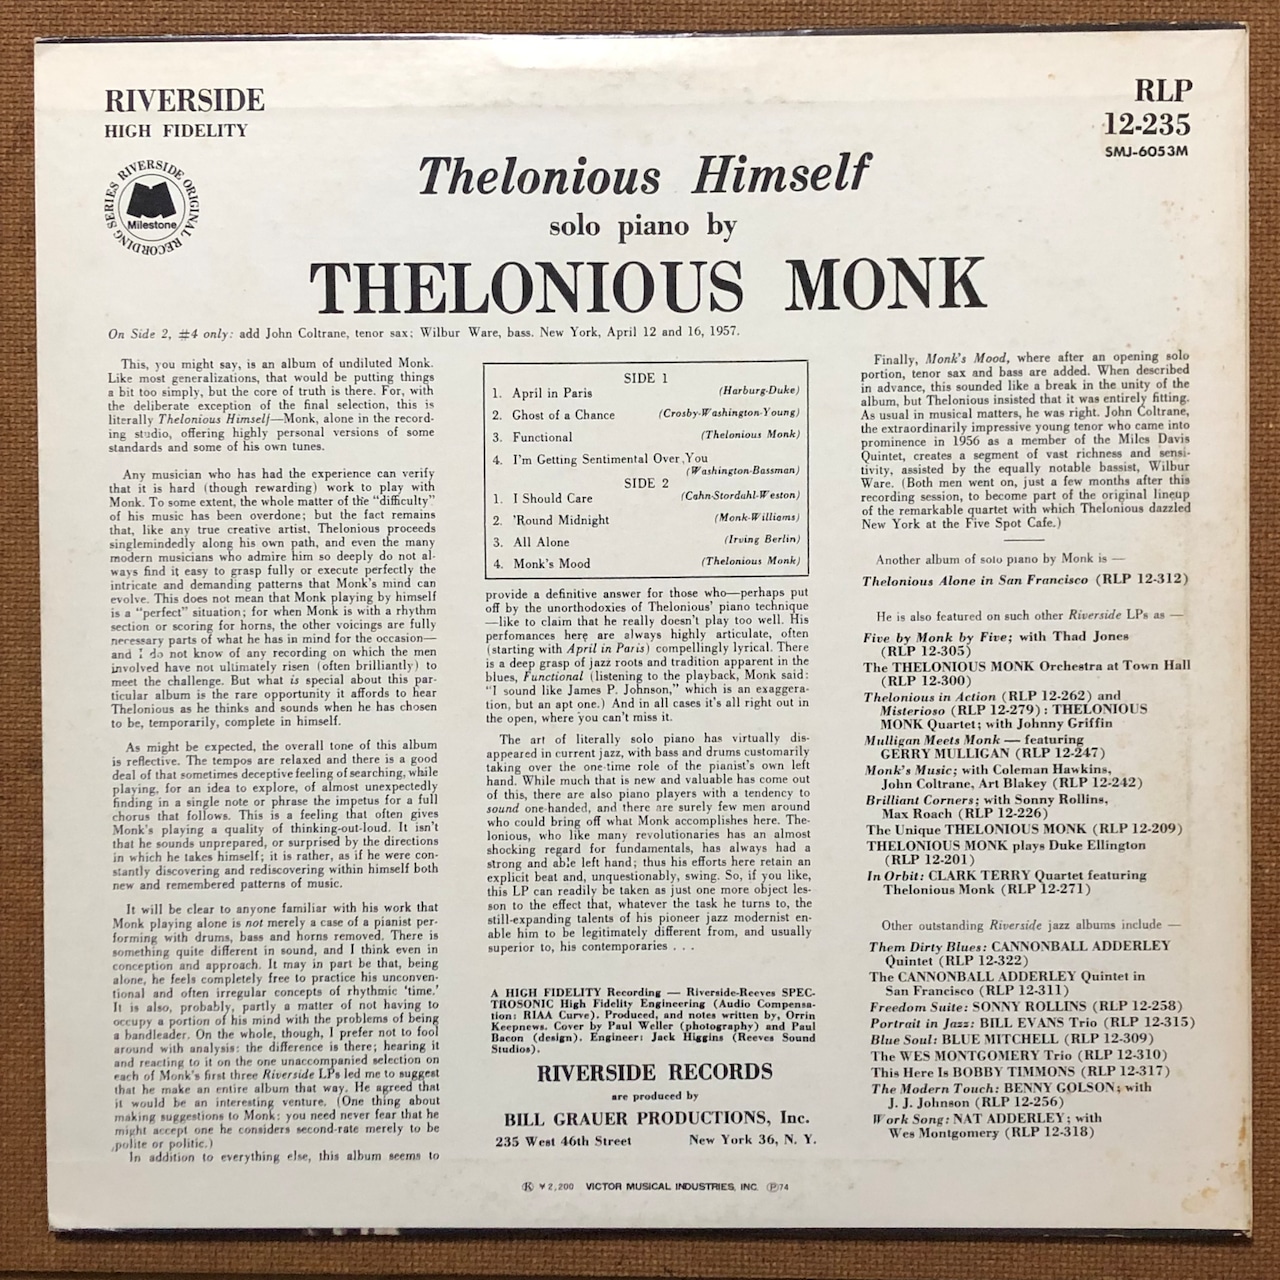 RIVERSIDE
HIGH FIDELITY
RLP
12-235
SMJ-6053M
RIVERSIDE ORIGINAL RECORDING SERIES
Milestone
Thelonious Himself
solo piano by
THELONIOUS MONK
On Side 2, #4 only: add John Coltrane, tenor sax; Wilbur Ware, bass. New York, April 12 and 16, 1957.
This, you might say, is an album of undiluted Monk.
Like most generalizations, that would be putting things
a bit too simply, but the core of truth is there. For, with
the deliberate exception of the final selection, this is
literally Thelonious Himself—Monk, alone in the record-
ing studio, offering highly personal versions of some
standards and some of his own tunes.
Any musician who has had the experience can verify
that it is hard (though rewarding) work to play with
Monk. To some extent, the whole matter of the “difficulty”
of his music has been overdone; but the fact remains
that, like any true creative artist, Thelonious proceeds
singlemindedly along his own path, and even the many
modern musicians who admire him so deeply do not al-
ways find it easy to grasp fully or execute perfectly the
intricate and demanding patterns that Monk's mind can
evolve. This does not mean that Monk playing by himself
is a “perfect” situation; for when Monk is with a rhythm
section or scoring for horns, the other voicings are fully
necessary parts of what he has in mind for the occasion—
and I do not know of any recording on which the men
involved have not ultimately risen (often brilliantly) to
meet the challenge. But what is special about this par-
ticular album is the rare opportunity it affords to hear
Thelonious as he thinks and sounds when he has chosen
to be, temporarily, complete in himself.
As might be expected, the overall tone of this album
is reflective. The tempos are relaxed and there is a good
deal of that sometimes deceptive feeling of searching, while
playing, for an idea to explore, of almost unexpectedly
finding in a single note or phrase the impetus for a full
chorus that follows. This is a feeling that often gives
Monk's playing a quality of thinking-out-loud. It isn't
that he sounds unprepared, or surprised by the directions
in which he takes himself; it is rather, as if he were con-
stantly discovering and rediscovering within himself both
new and remembered patterns of music.
It will be clear to anyone familiar with his work that
Monk playing alone is not merely a case of a pianist per-
forming with drums, bass and horns removed. There is
something quite different in sound, and I think even in
conception and approach. It may in part be that, being
alone, he feels completely free to practice his unconven-
tional and often irregular concepts of rhythmic ‘time.’
It is also, probably, partly a matter of not having to
occupy a portion of his mind with the problems of being
a bandleader. On the whole, though, I prefer not to fool
around with analysis: the difference is there; hearing it
and reacting to it on the one unaccompanied selection on
each of Monk's first three Riverside LPs led me to suggest
that he make an entire album that way. He agreed that
it would be an interesting venture. (One thing about
making suggestions to Monk: you need never fear that he
might accept one he considers second-rate merely to be
polite or politic.)
In addition to everything else, this album seems to
SIDE 1
1. April in Paris (Harburg-Duke)
2. Ghost of a Chance (Crosby-Washington-Young)
3. Functional (Thelonious Monk)
4. I'm Getting Sentimental Over You
(Washington-Bassman)
SIDE 2
1. I Should Care (Cahn-Stordahl-Weston)
2. 'Round Midnight (Monk-Williams)
3. All Alone (Irving Berlin)
4. Monk's Mood (Thelonious Monk)
provide a definitive answer for those who—perhaps put
off by the unorthodoxies of Thelonious' piano technique
—like to claim that he really doesn't play too well. His
perfomances here are always highly articulate, often
(starting with April in Paris) compellingly lyrical. There
is a deep grasp of jazz roots and tradition apparent in the
blues, Functional (listening to the playback, Monk said:
“I sound like James P. Johnson,” which is an exaggera-
tion, but an apt one.) And in all cases it's all right out in
the open, where you can't miss it.
The art of literally solo piano has virtually dis-
appeared in current jazz, with bass and drums customarily
taking over the one-time role of the pianist's own left
hand. While much that is new and valuable has come out
of this, there are also piano players with a tendency to
sound one-handed, and there are surely few men around
who could bring off what Monk accomplishes here. The-
lonious, who like many revolutionaries has an almost
shocking regard for fundamentals, has always had a
strong and able left hand; thus his efforts here retain an
explicit beat and, unquestionably, swing. So, if you like,
this LP can readily be taken as just one more object les-
son to the effect that, whatever the task he turns to, the
still-expanding talents of his pioneer jazz modernist en-
able him to be legitimately different from, and usually
superior to, his contemporaries . . .
A HIGH FIDELITY Recording — Riverside-Reeves SPEC-
TROSONIC High Fidelity Engineering (Audio Compensa-
tion: RIAA Curve). Produced, and notes written by, Orrin
Keepnews. Cover by Paul Weller (photography) and Paul
Bacon (design). Engineer: Jack Higgins (Reeves Sound
Studios).
RIVERSIDE RECORDS
are produced by
BILL GRAUER PRODUCTIONS, Inc.
235 West 46th Street New York 36, N. Y.
Finally, Monk's Mood, where after an opening solo
portion, tenor sax and bass are added. When described
in advance, this sounded like a break in the unity of the
album, but Thelonious insisted that it was entirely fitting.
As usual in musical matters, he was right. John Coltrane,
the extraordinarily impressive young tenor who came into
prominence in 1956 as a member of the Miles Davis
Quintet, creates a segment of vast richness and sensi-
tivity, assisted by the equally notable bassist, Wilbur
Ware. (Both men went on, just a few months after this
recording session, to become part of the original lineup
of the remarkable quartet with which Thelonious dazzled
New York at the Five Spot Cafe.)
Another album of solo piano by Monk is —
Thelonious Alone in San Francisco (RLP 12-312)
He is also featured on such other Riverside LPs as —
Five by Monk by Five; with Thad Jones
(RLP 12-305)
The THELONIOUS MONK Orchestra at Town Hall
(RLP 12-300)
Thelonious in Action (RLP 12-262) and
Misterioso (RLP 12-279): THELONIOUS
MONK Quartet; with Johnny Griffin
Mulligan Meets Monk — featuring
GERRY MULLIGAN (RLP 12-247)
Monk's Music; with Coleman Hawkins,
John Coltrane, Art Blakey (RLP 12-242)
Brilliant Corners; with Sonny Rollins,
Max Roach (RLP 12-226)
The Unique THELONIOUS MONK (RLP 12-209)
THELONIOUS MONK plays Duke Ellington
(RLP 12-201)
In Orbit: CLARK TERRY Quartet featuring
Thelonious Monk (RLP 12-271)
Other outstanding Riverside jazz albums include —
Them Dirty Blues: CANNONBALL ADDERLEY
Quintet (RLP 12-322)
The CANNONBALL ADDERLEY Quintet in
San Francisco (RLP 12-311)
Freedom Suite: SONNY ROLLINS (RLP 12-258)
Portrait in Jazz: BILL EVANS Trio (RLP 12-315)
Blue Soul: BLUE MITCHELL (RLP 12-309)
The WES MONTGOMERY Trio (RLP 12-310)
This Here Is BOBBY TIMMONS (RLP 12-317)
The Modern Touch: BENNY GOLSON; with
J. J. Johnson (RLP 12-256)
Work Song: NAT ADDERLEY; with
Wes Montgomery (RLP 12-318)
Ⓚ ¥2,200 VICTOR MUSICAL INDUSTRIES, INC. Ⓟ74